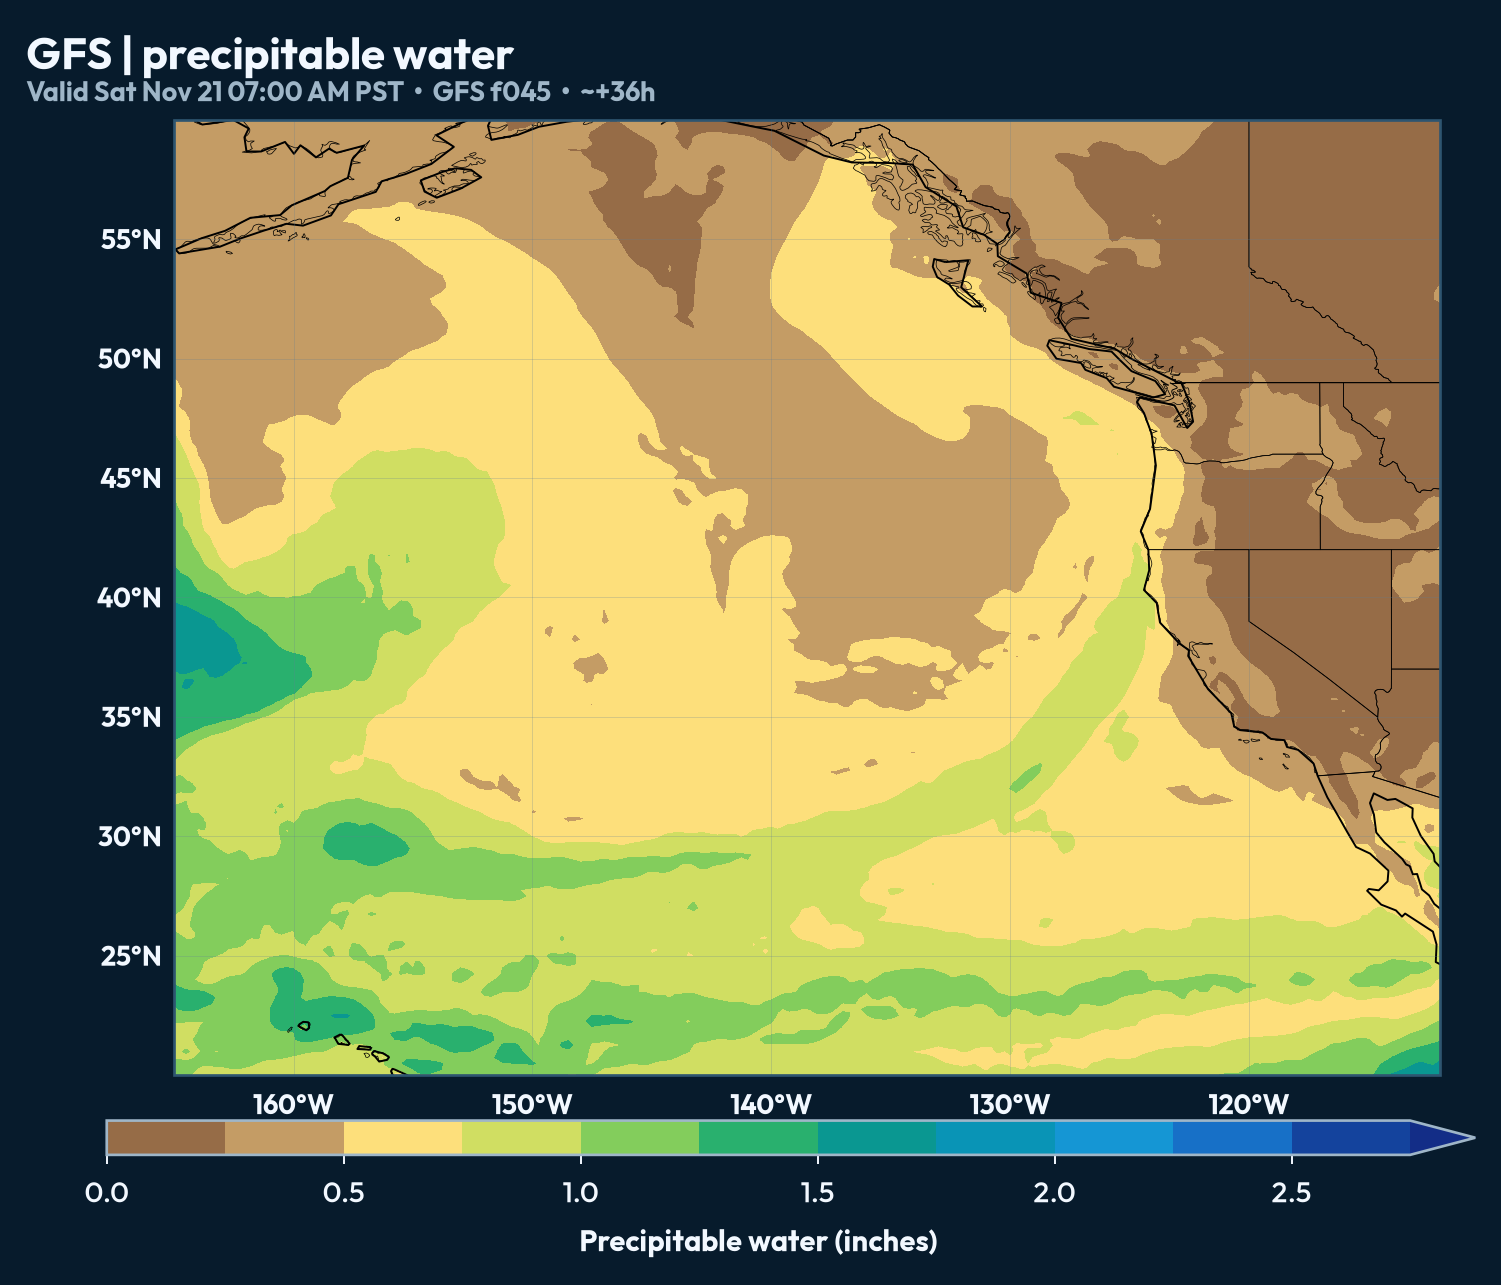 GFS | precipitable water
Valid Sat Nov 21 07:00 AM PST • GFS f045 • ~+36h
55°N
50°N
45°N
40°N
35°N
30°N
25°N
160°W 150°W 140°W 130°W 120°W
0.0 0.5 1.0 1.5 2.0 2.5
Precipitable water (inches)